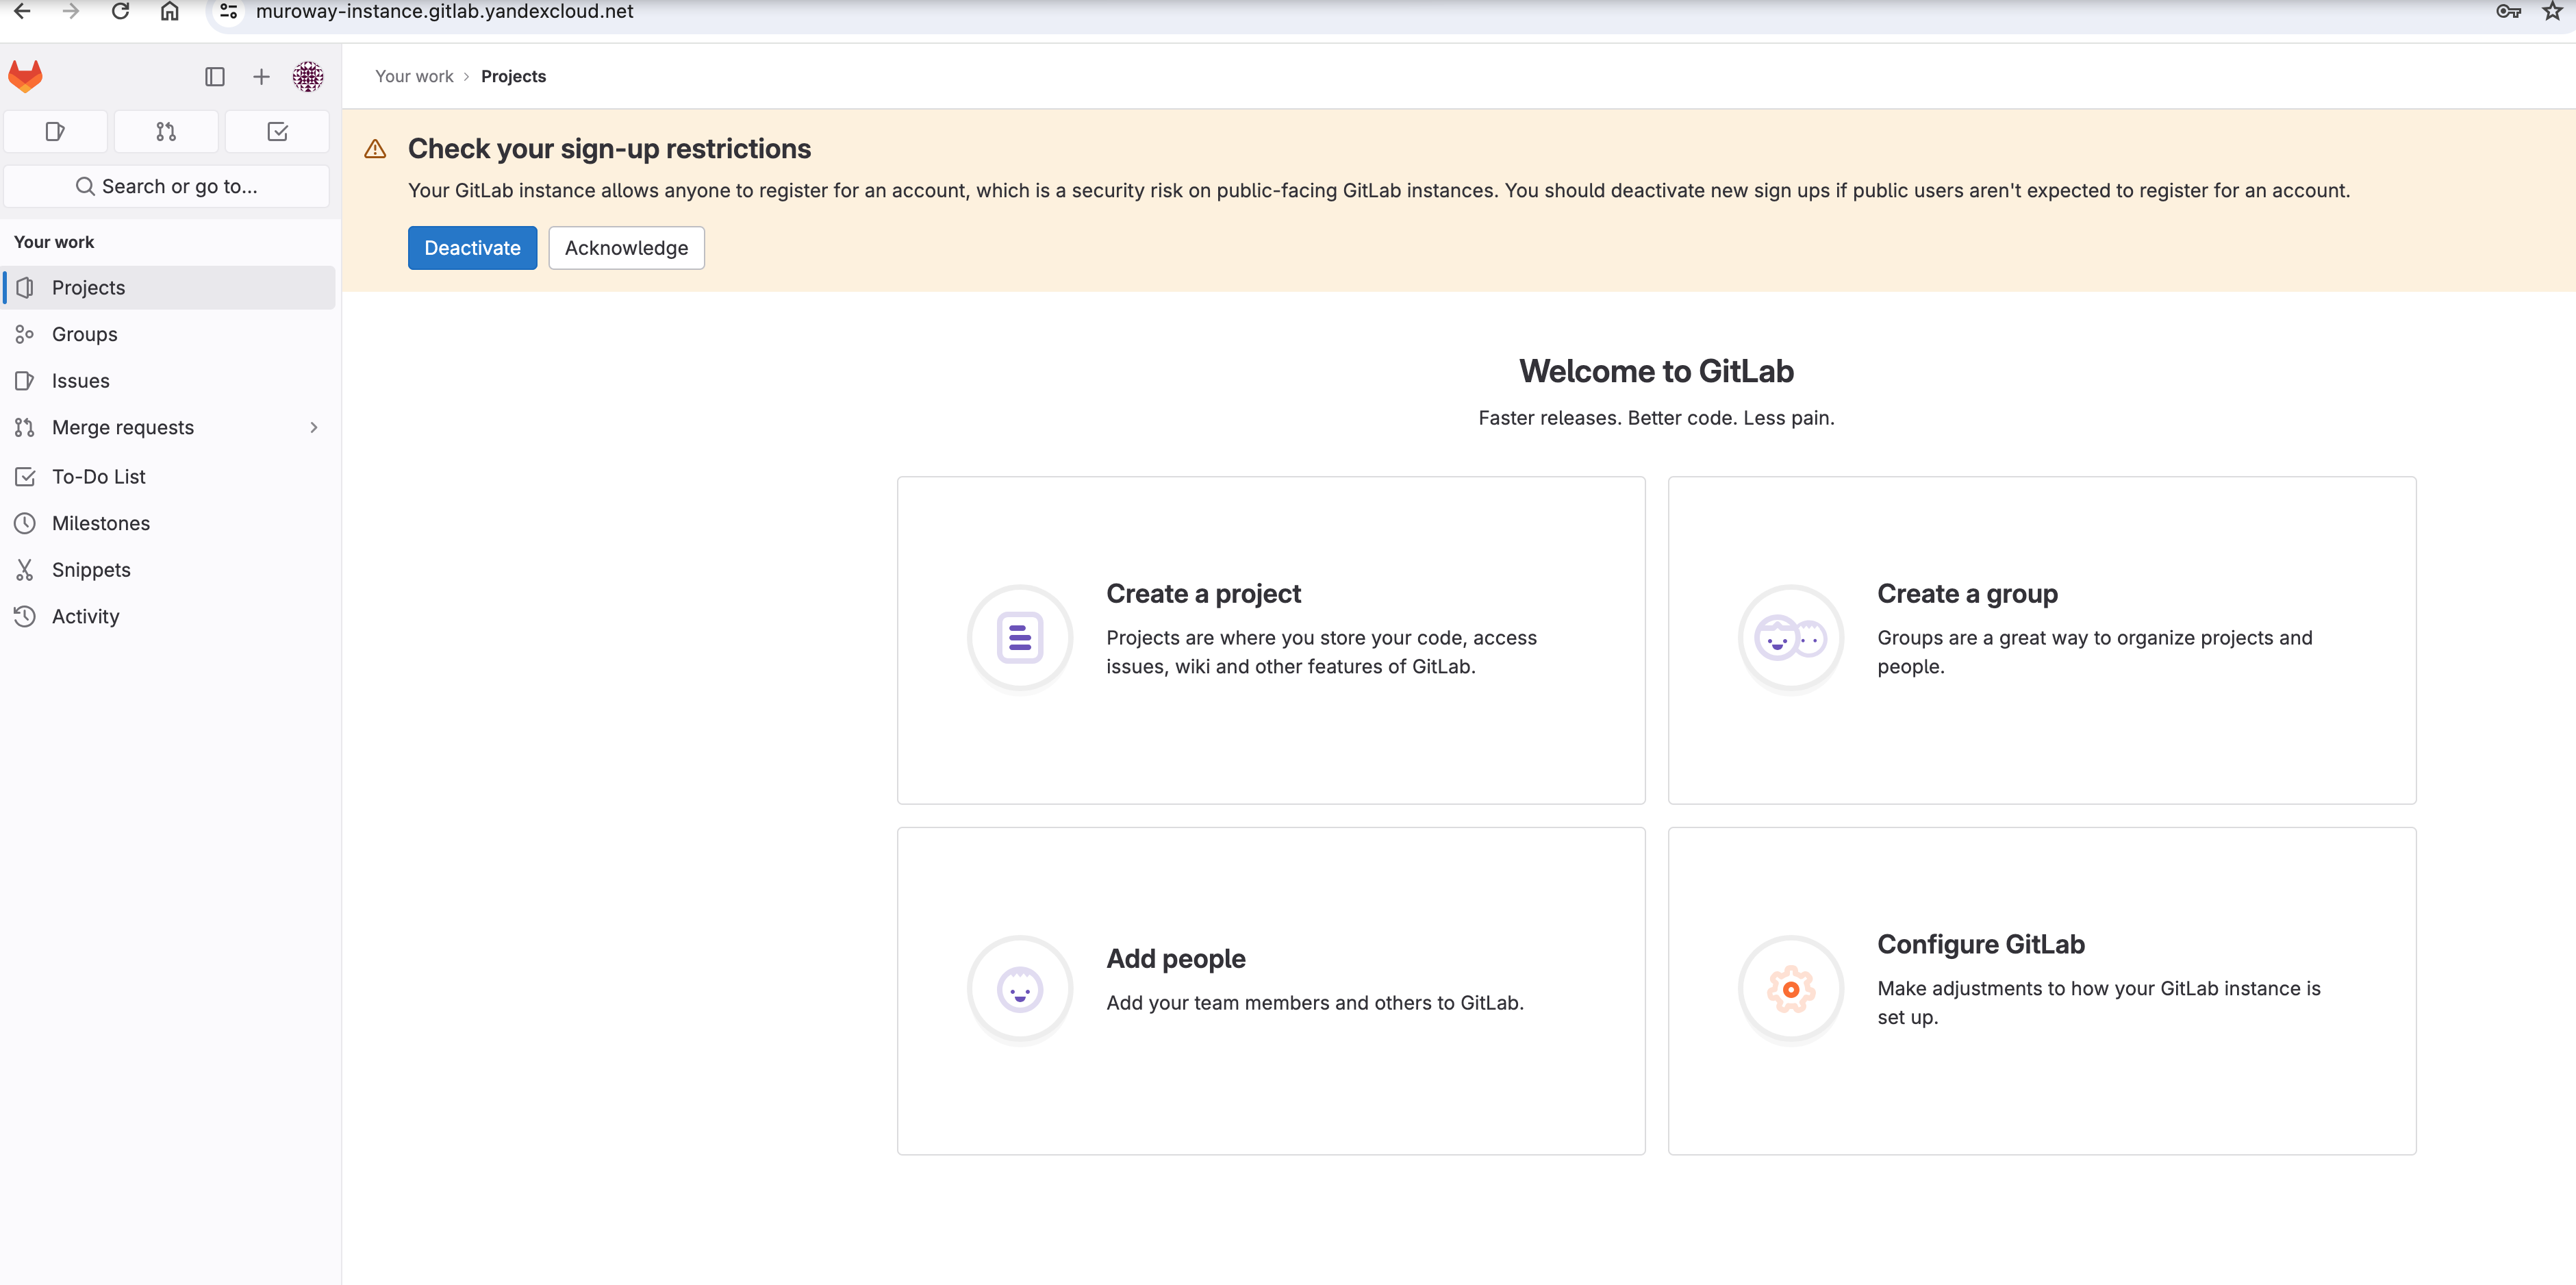 muroway-instance.gitlab.yandexcloud.net
Your work > Projects
Search or go to...
Your work
Projects
Groups
Issues
Merge requests
To-Do List
Milestones
Snippets
Activity
Check your sign-up restrictions
Your GitLab instance allows anyone to register for an account, which is a security risk on public-facing GitLab instances. You should deactivate new sign ups if public users aren't expected to register for an account.
Deactivate
Acknowledge
Welcome to GitLab
Faster releases. Better code. Less pain.
Create a project
Projects are where you store your code, access
issues, wiki and other features of GitLab.
Create a group
Groups are a great way to organize projects and
people.
Add people
Add your team members and others to GitLab.
Configure GitLab
Make adjustments to how your GitLab instance is
set up.